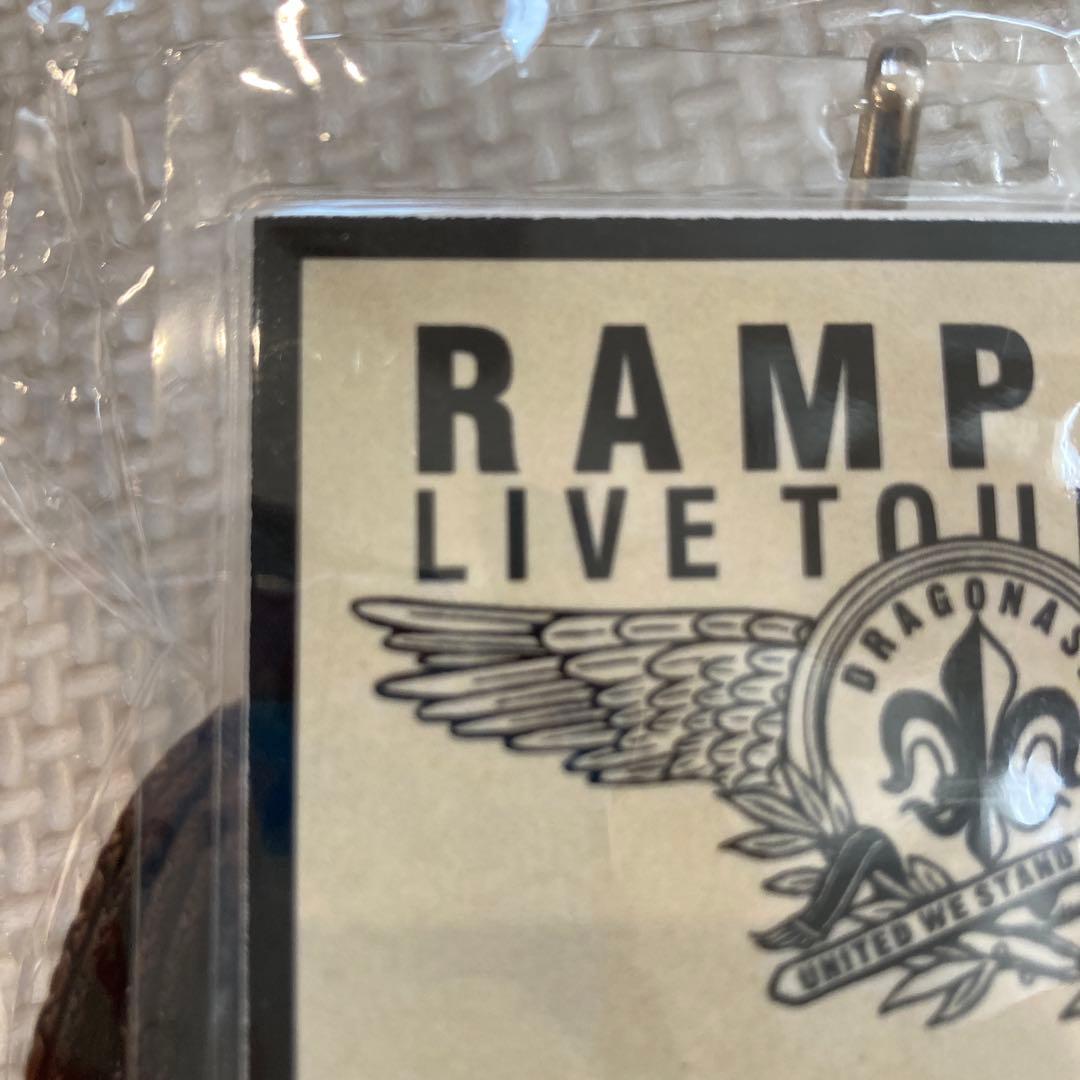 RAMP
LIVE TOU
DRAGONAS
UNITED WE STAND